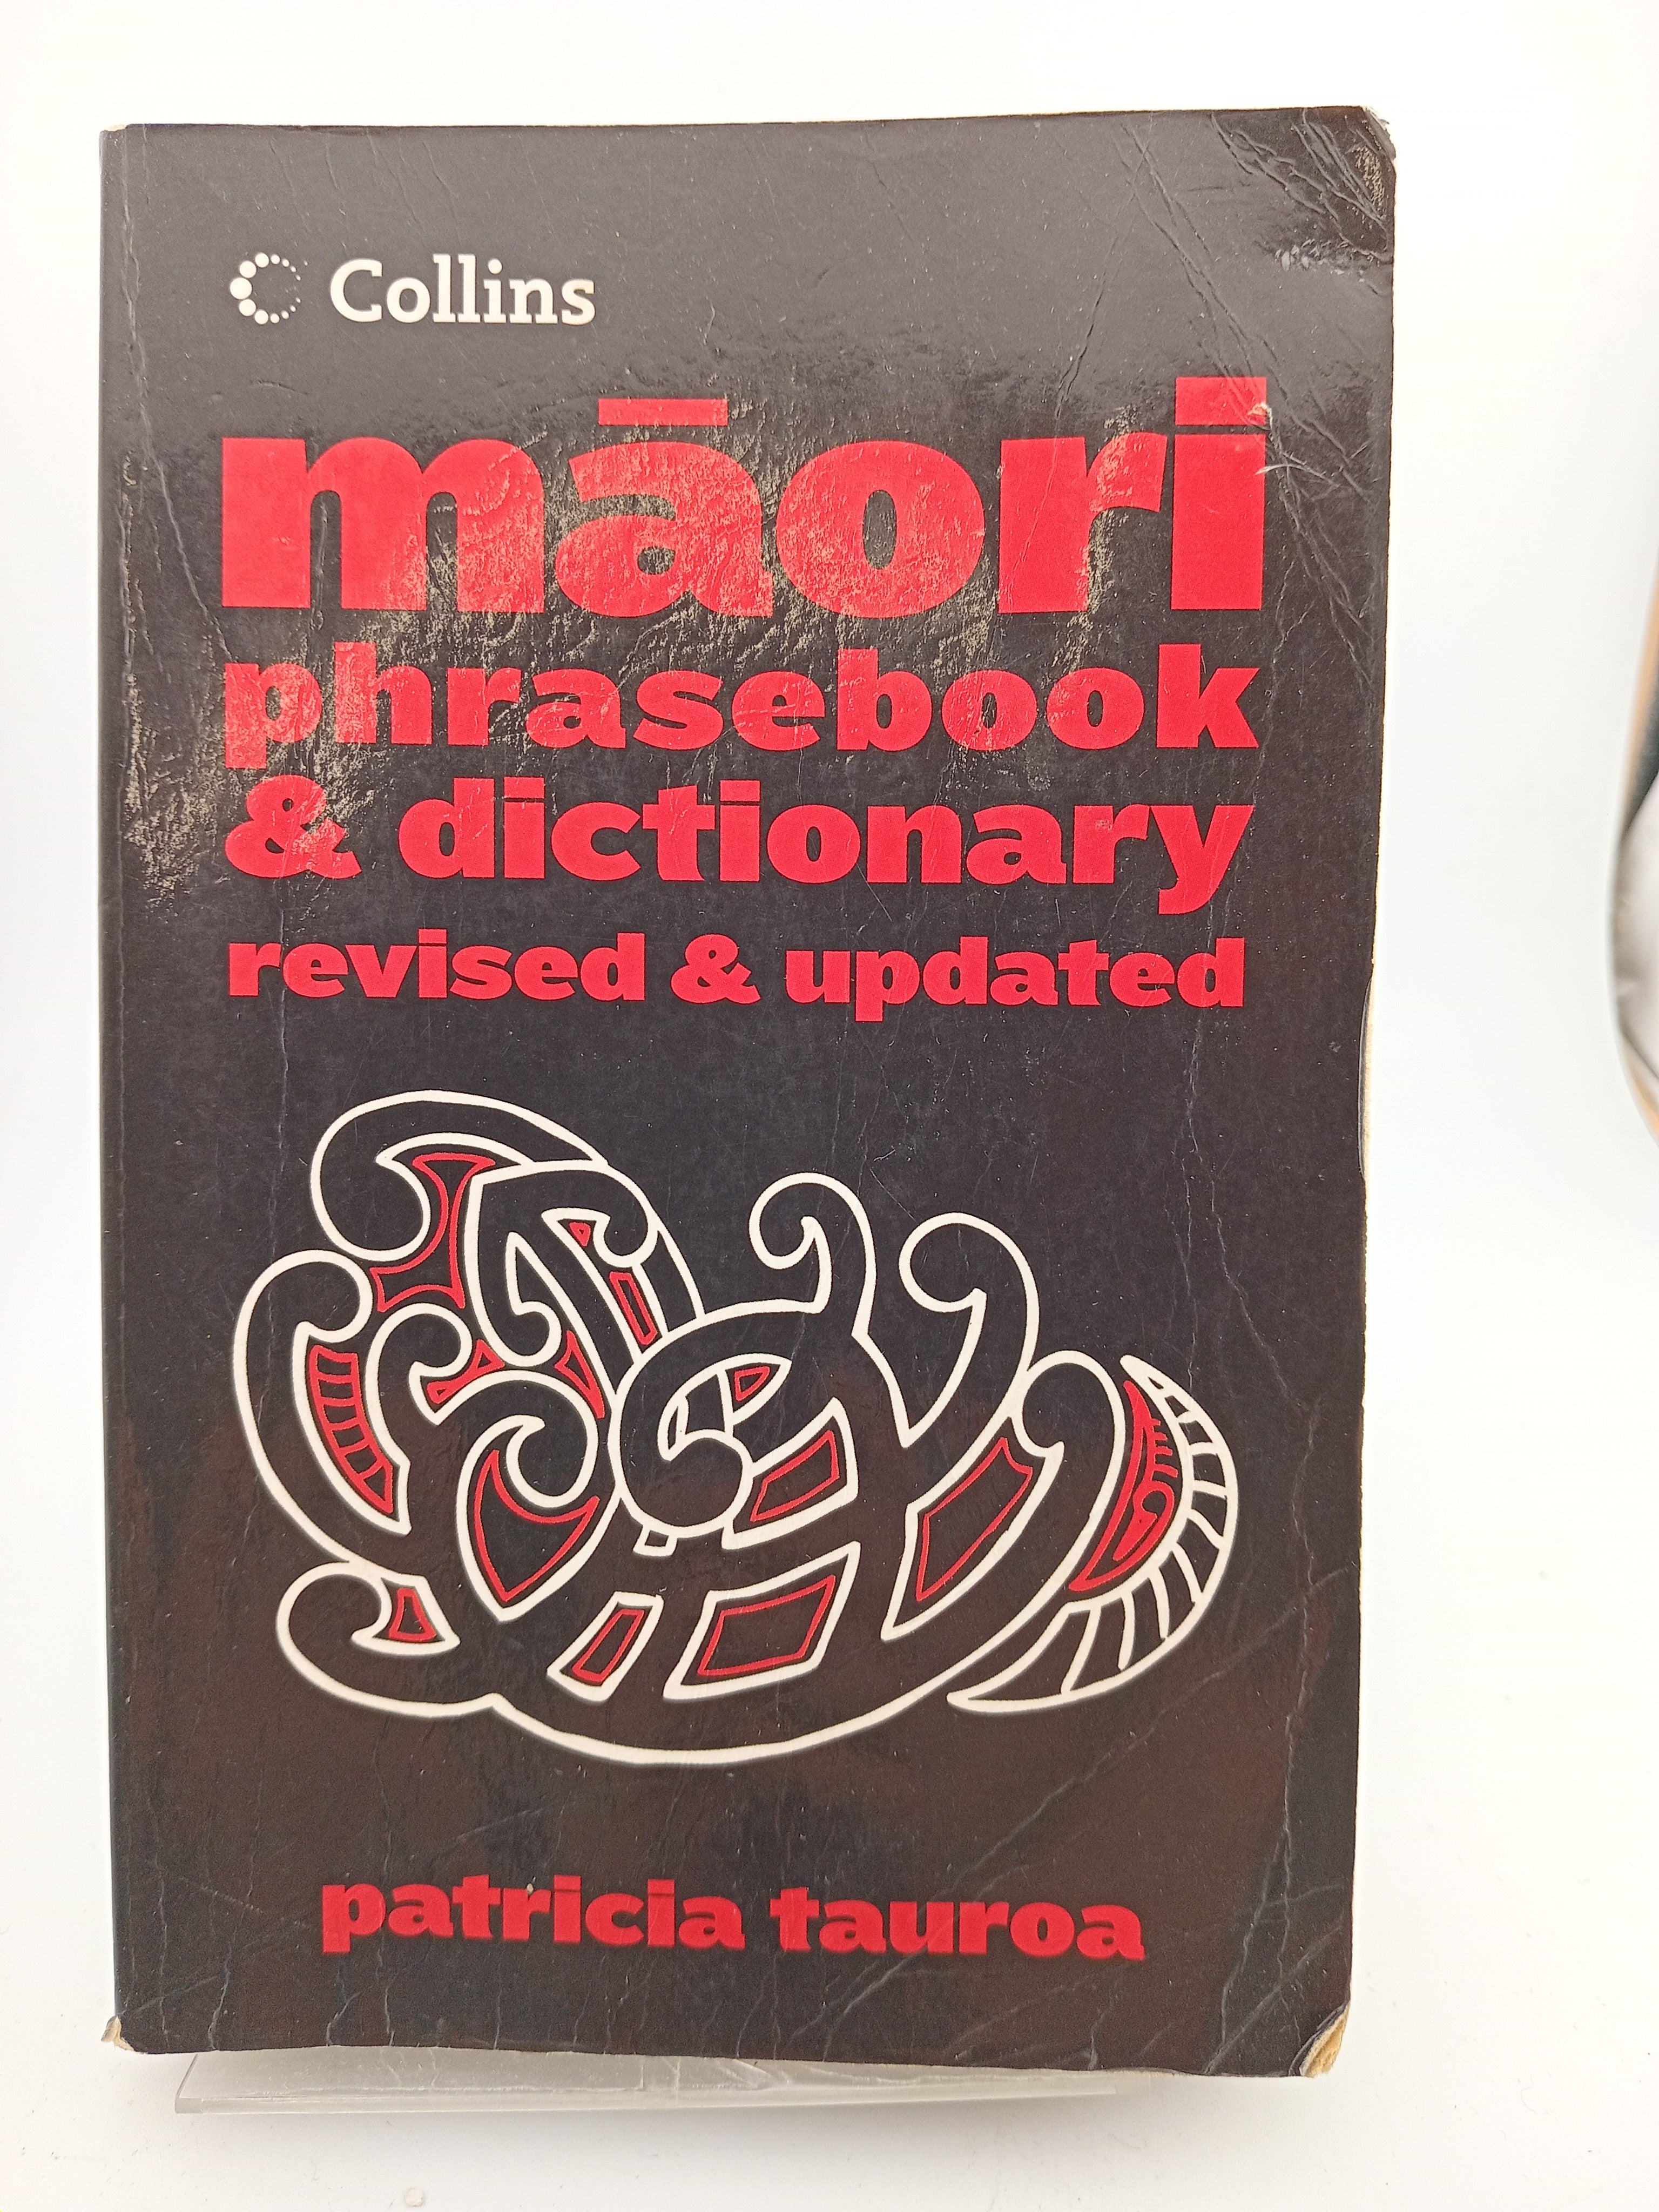 Collins
māori
phrasebook
& dictionary
revised & updated
patricia tauroa